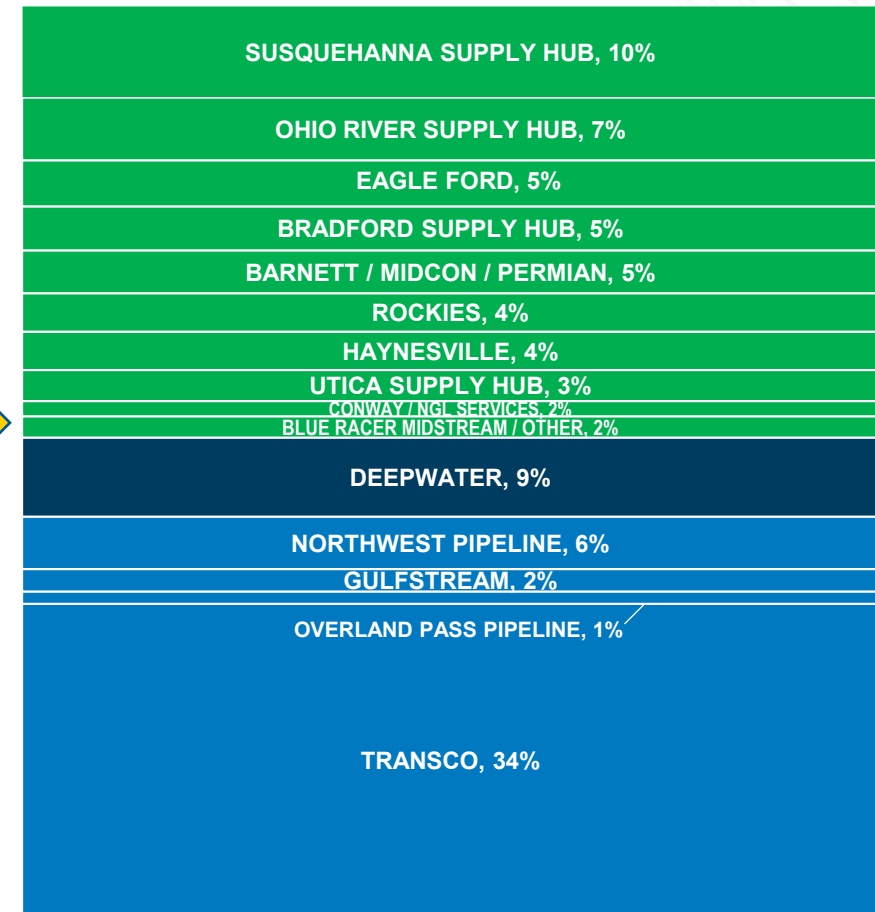 SUSQUEHANNA SUPPLY HUB, 10%
OHIO RIVER SUPPLY HUB, 7%
EAGLE FORD, 5%
BRADFORD SUPPLY HUB, 5%
BARNETT / MIDCON / PERMIAN, 5%
ROCKIES, 4%
HAYNESVILLE, 4%
UTICA SUPPLY HUB, 3%
CONWAY / NGL SERVICES, 2%
BLUE RACER MIDSTREAM / OTHER, 2%
DEEPWATER, 9%
NORTHWEST PIPELINE, 6%
GULFSTREAM, 2%
OVERLAND PASS PIPELINE, 1%
TRANSCO, 34%